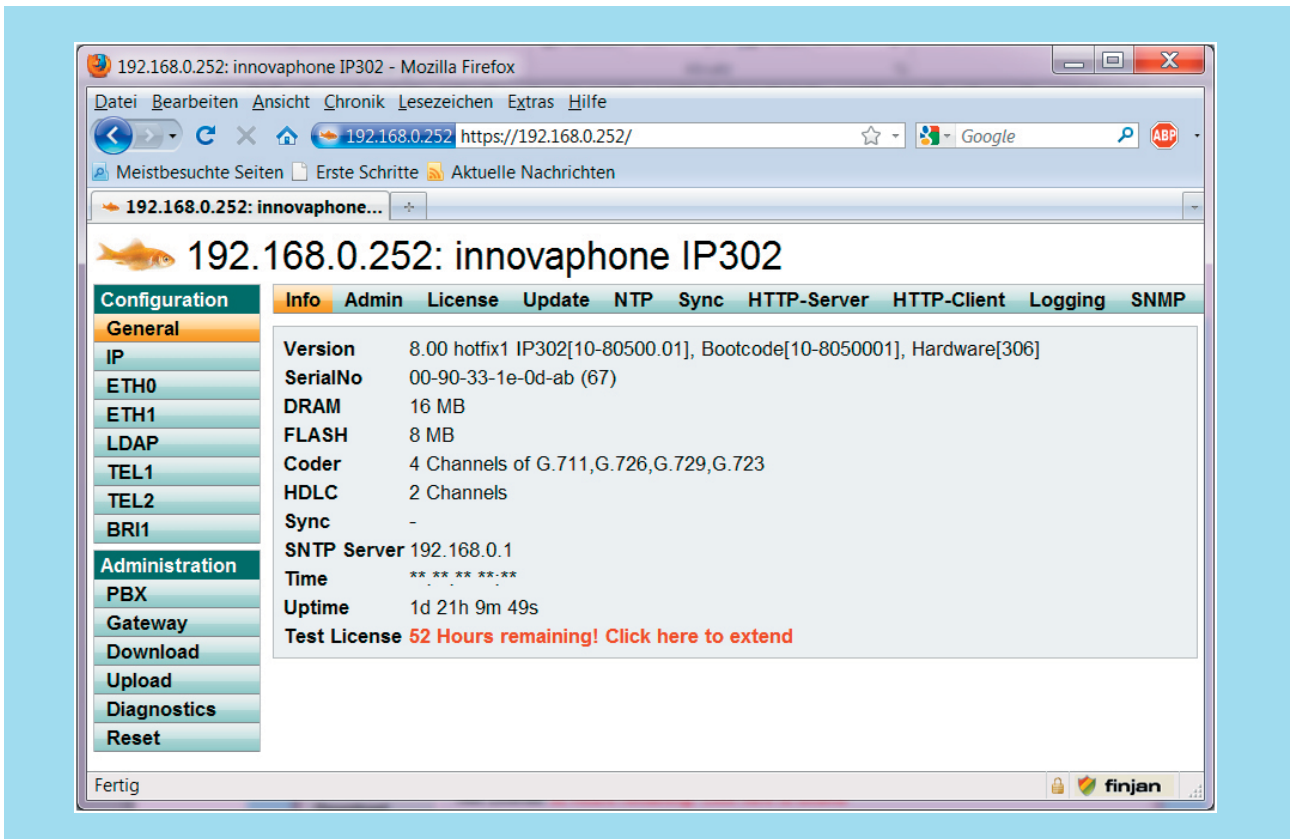 192.168.0.252: innovaphone IP302 - Mozilla Firefox
Datei Bearbeiten Ansicht Chronik Lesezeichen Extras Hilfe
192.168.0.252 https://192.168.0.252/ Google ABP
Meistbesuchte Seiten Erste Schritte Aktuelle Nachrichten
192.168.0.252: innovaphone...
192.168.0.252: innovaphone IP302
Configuration
General
IP
ETH0
ETH1
LDAP
TEL1
TEL2
BRI1
Administration
PBX
Gateway
Download
Upload
Diagnostics
Reset
Info Admin License Update NTP Sync HTTP-Server HTTP-Client Logging SNMP
Version 8.00 hotfix1 IP302[10-80500.01], Bootcode[10-8050001], Hardware[306]
SerialNo 00-90-33-1e-0d-ab (67)
DRAM 16 MB
FLASH 8 MB
Coder 4 Channels of G.711,G.726,G.729,G.723
HDLC 2 Channels
Sync -
SNTP Server 192.168.0.1
Time **.**.** **:**
Uptime 1d 21h 9m 49s
Test License 52 Hours remaining! Click here to extend
Fertig
finjan